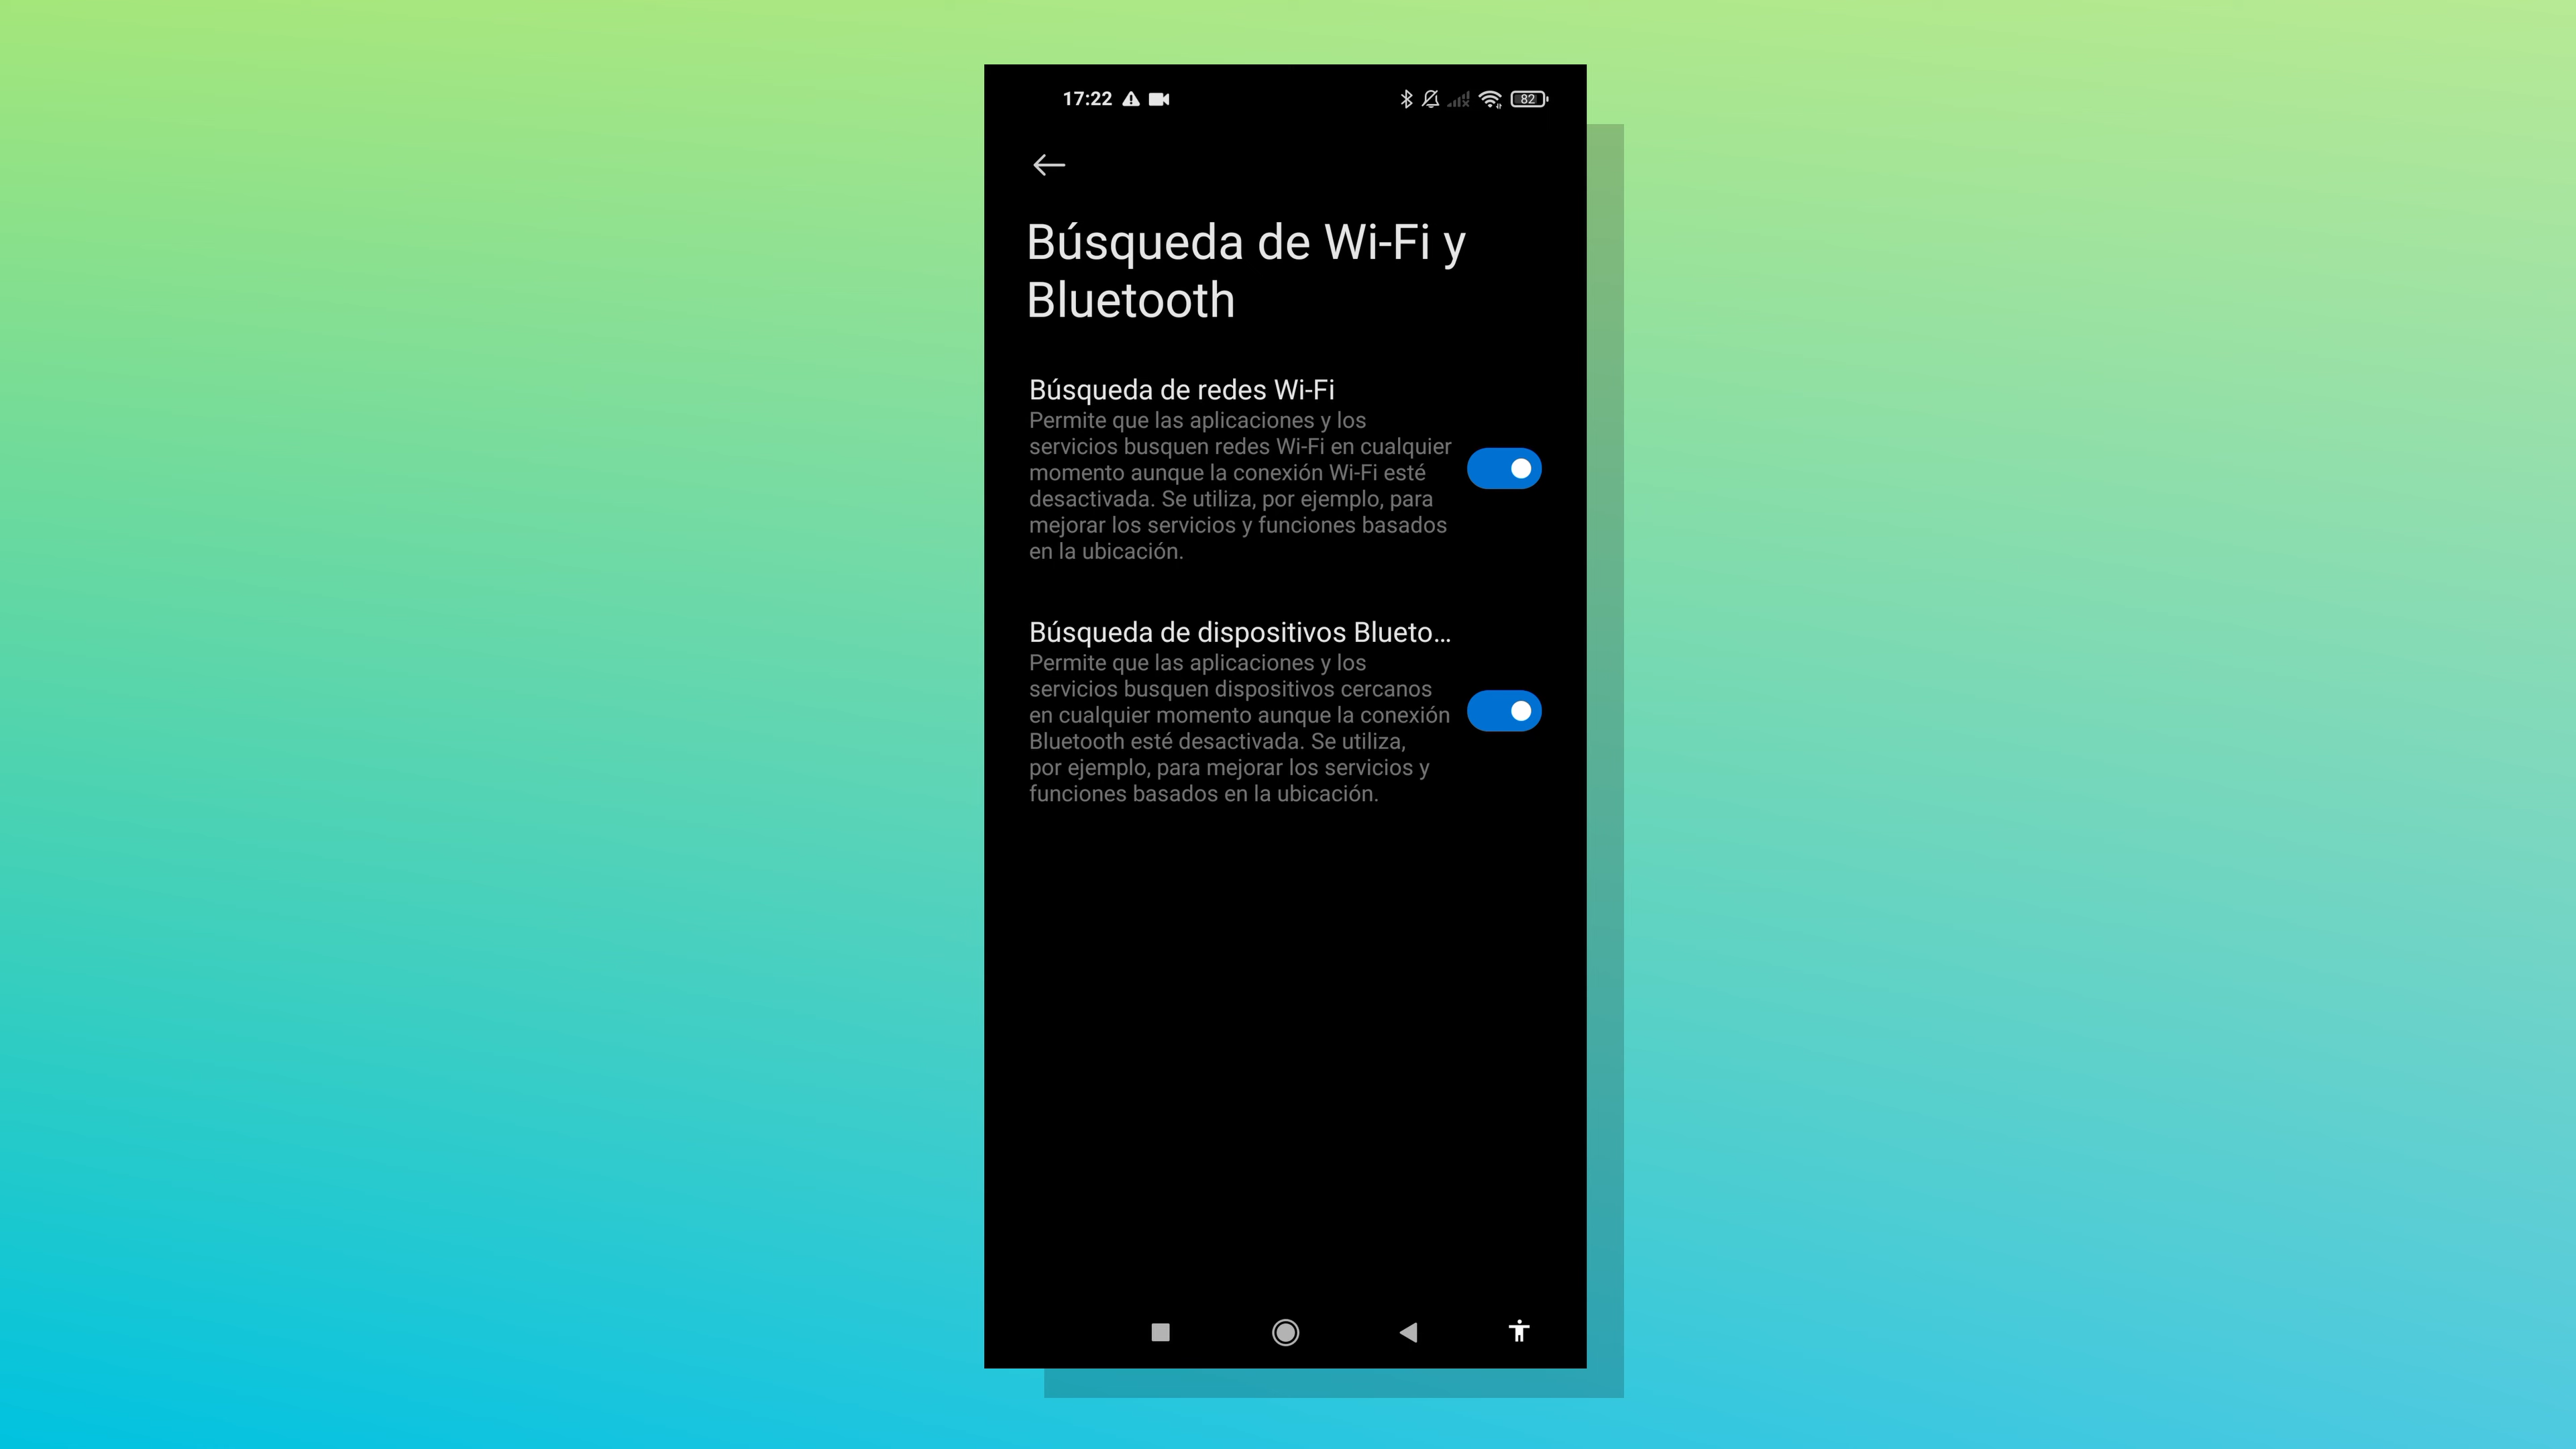 17:22
82
Búsqueda de Wi-Fi y
Bluetooth
Búsqueda de redes Wi-Fi
Permite que las aplicaciones y los
servicios busquen redes Wi-Fi en cualquier
momento aunque la conexión Wi-Fi esté
desactivada. Se utiliza, por ejemplo, para
mejorar los servicios y funciones basados
en la ubicación.
Búsqueda de dispositivos Blueto…
Permite que las aplicaciones y los
servicios busquen dispositivos cercanos
en cualquier momento aunque la conexión
Bluetooth esté desactivada. Se utiliza,
por ejemplo, para mejorar los servicios y
funciones basados en la ubicación.